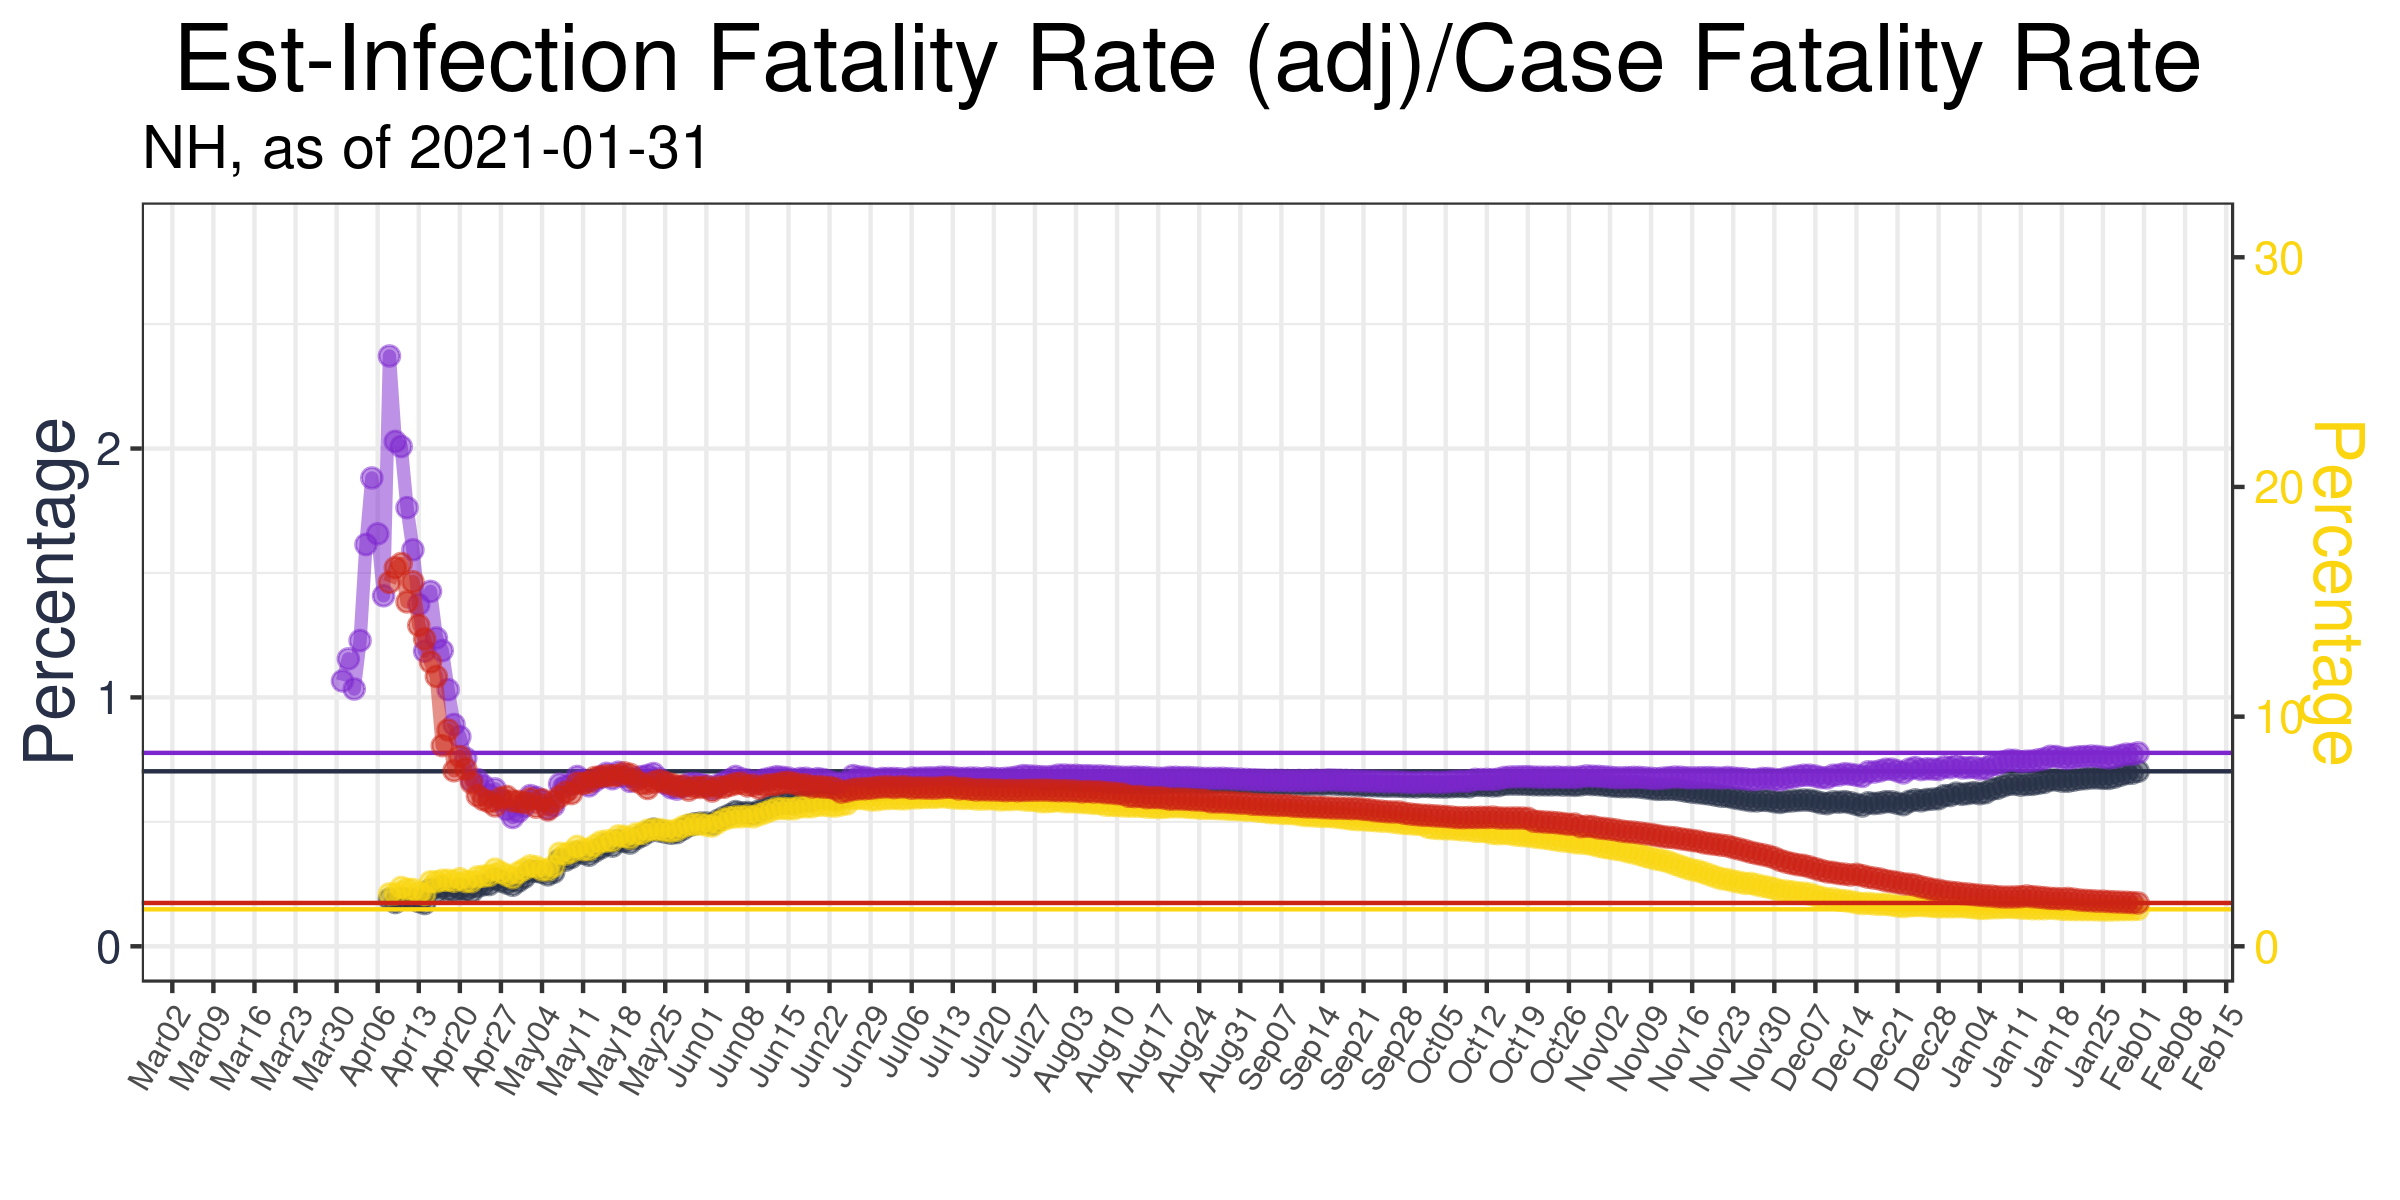 Est-Infection Fatality Rate (adj)/Case Fatality Rate
NH, as of 2021-01-31
Percentage
2
1
0
30
20
10
0
Percentage
Mar02
Mar09
Mar16
Mar23
Mar30
Apr06
Apr13
Apr20
Apr27
May04
May11
May18
May25
Jun01
Jun08
Jun15
Jun22
Jun29
Jul06
Jul13
Jul20
Jul27
Aug03
Aug10
Aug17
Aug24
Aug31
Sep07
Sep14
Sep21
Sep28
Oct05
Oct12
Oct19
Oct26
Nov02
Nov09
Nov16
Nov23
Nov30
Dec07
Dec14
Dec21
Dec28
Jan04
Jan11
Jan18
Jan25
Feb01
Feb08
Feb15